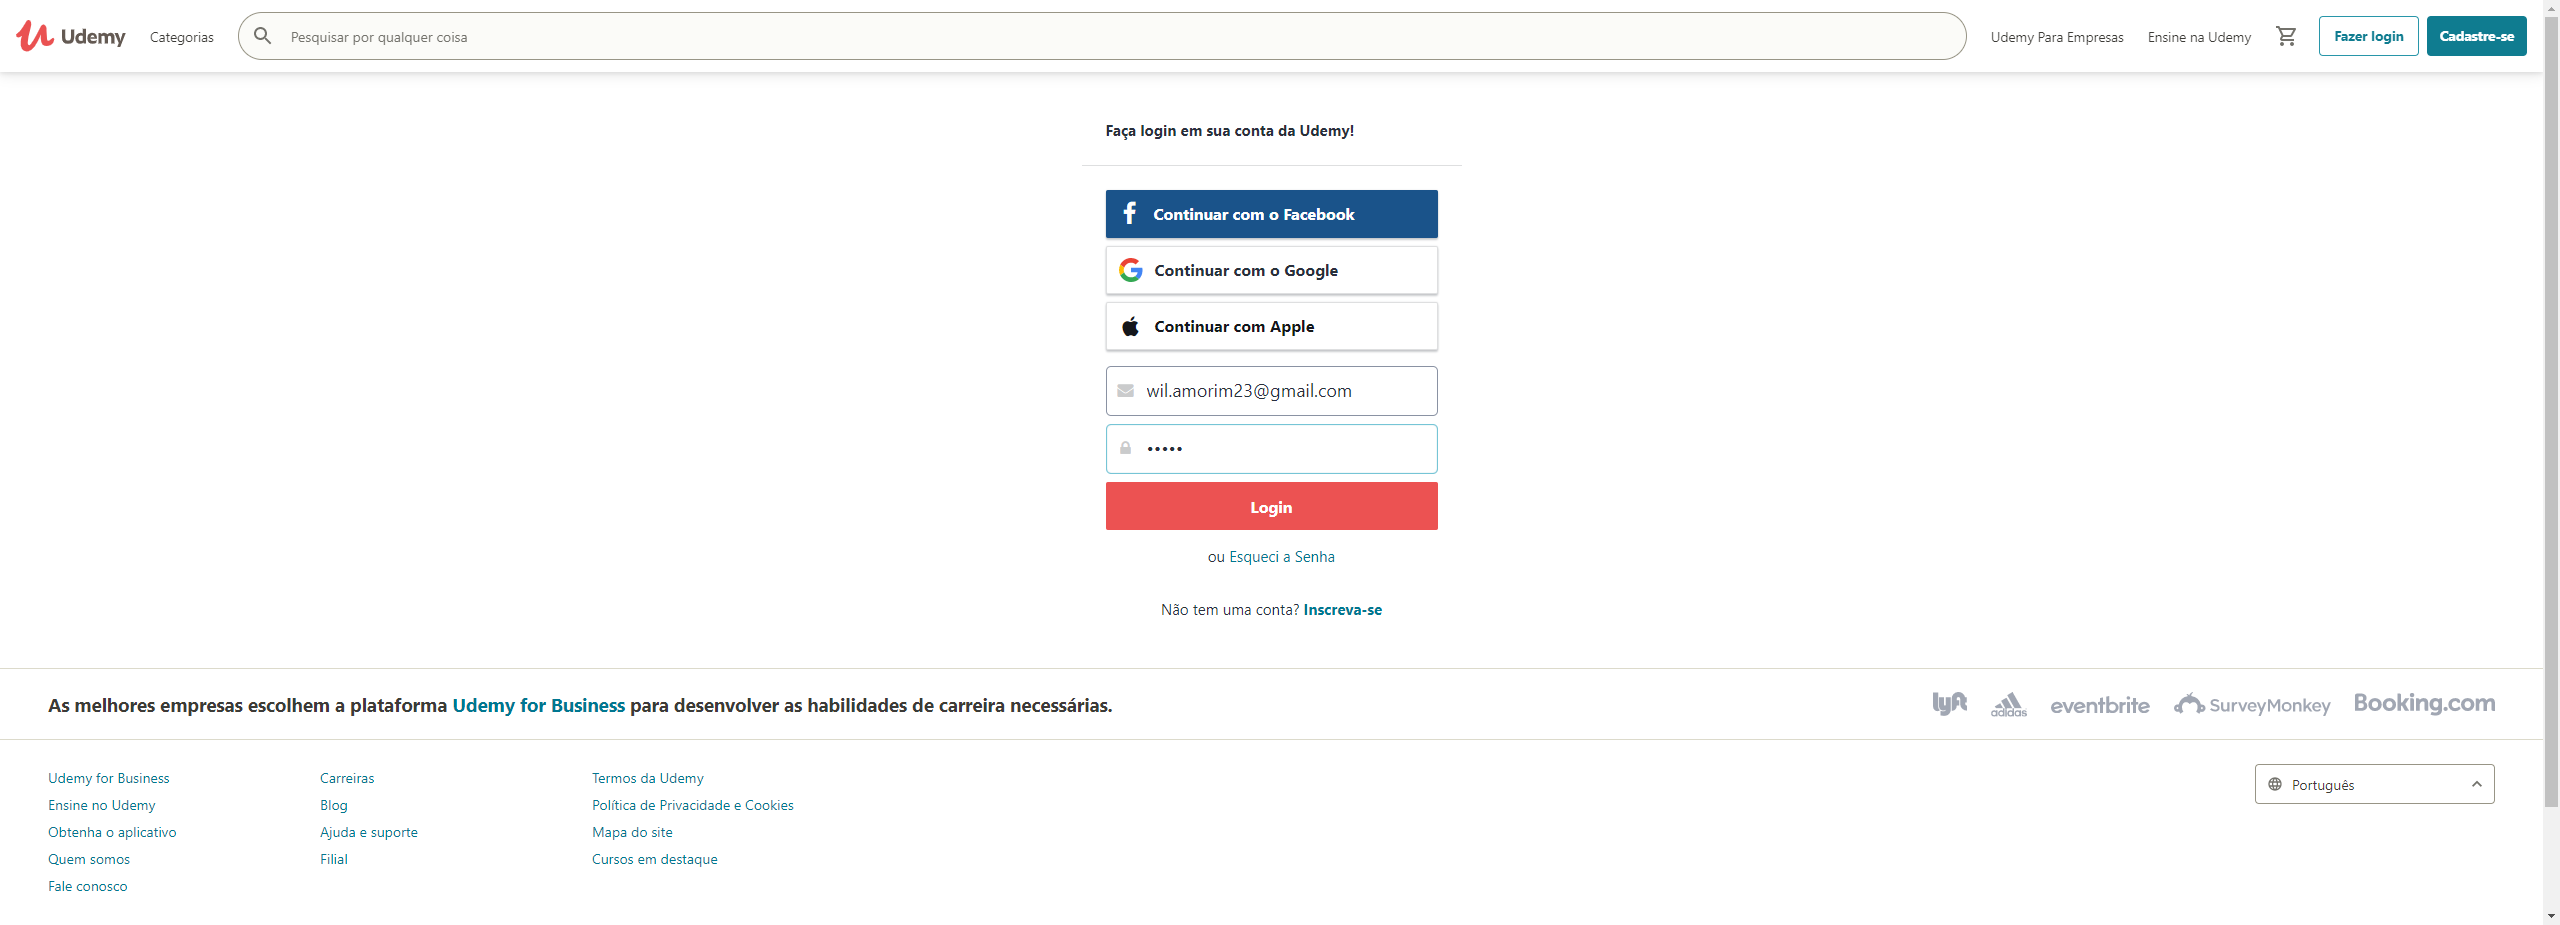 Udemy
Categorias
Pesquisar por qualquer coisa
Udemy Para Empresas
Ensine na Udemy
Fazer login
Cadastre-se
Faça login em sua conta da Udemy!
Continuar com o Facebook
Continuar com o Google
Continuar com Apple
wil.amorim23@gmail.com
•••••
Login
ou Esqueci a Senha
Não tem uma conta? Inscreva-se
As melhores empresas escolhem a plataforma Udemy for Business para desenvolver as habilidades de carreira necessárias.
lyft
adidas
eventbrite
SurveyMonkey
Booking.com
Udemy for Business
Ensine no Udemy
Obtenha o aplicativo
Quem somos
Fale conosco
Carreiras
Blog
Ajuda e suporte
Filial
Termos da Udemy
Política de Privacidade e Cookies
Mapa do site
Cursos em destaque
Português